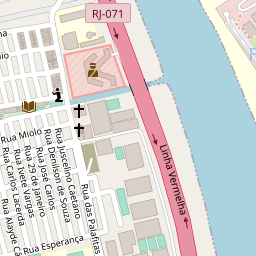 RJ-071
Rua Miolo
Linha Vermelha
Rua Juscelino Caetano
Rua Denilson de Souza
Rua José Carlos
Rua 29 de Janeiro
Rua Ivete Vargas
Rua Carlos Lacerda
Rua Alayde
Rua das Palafitas
Rua Esperança